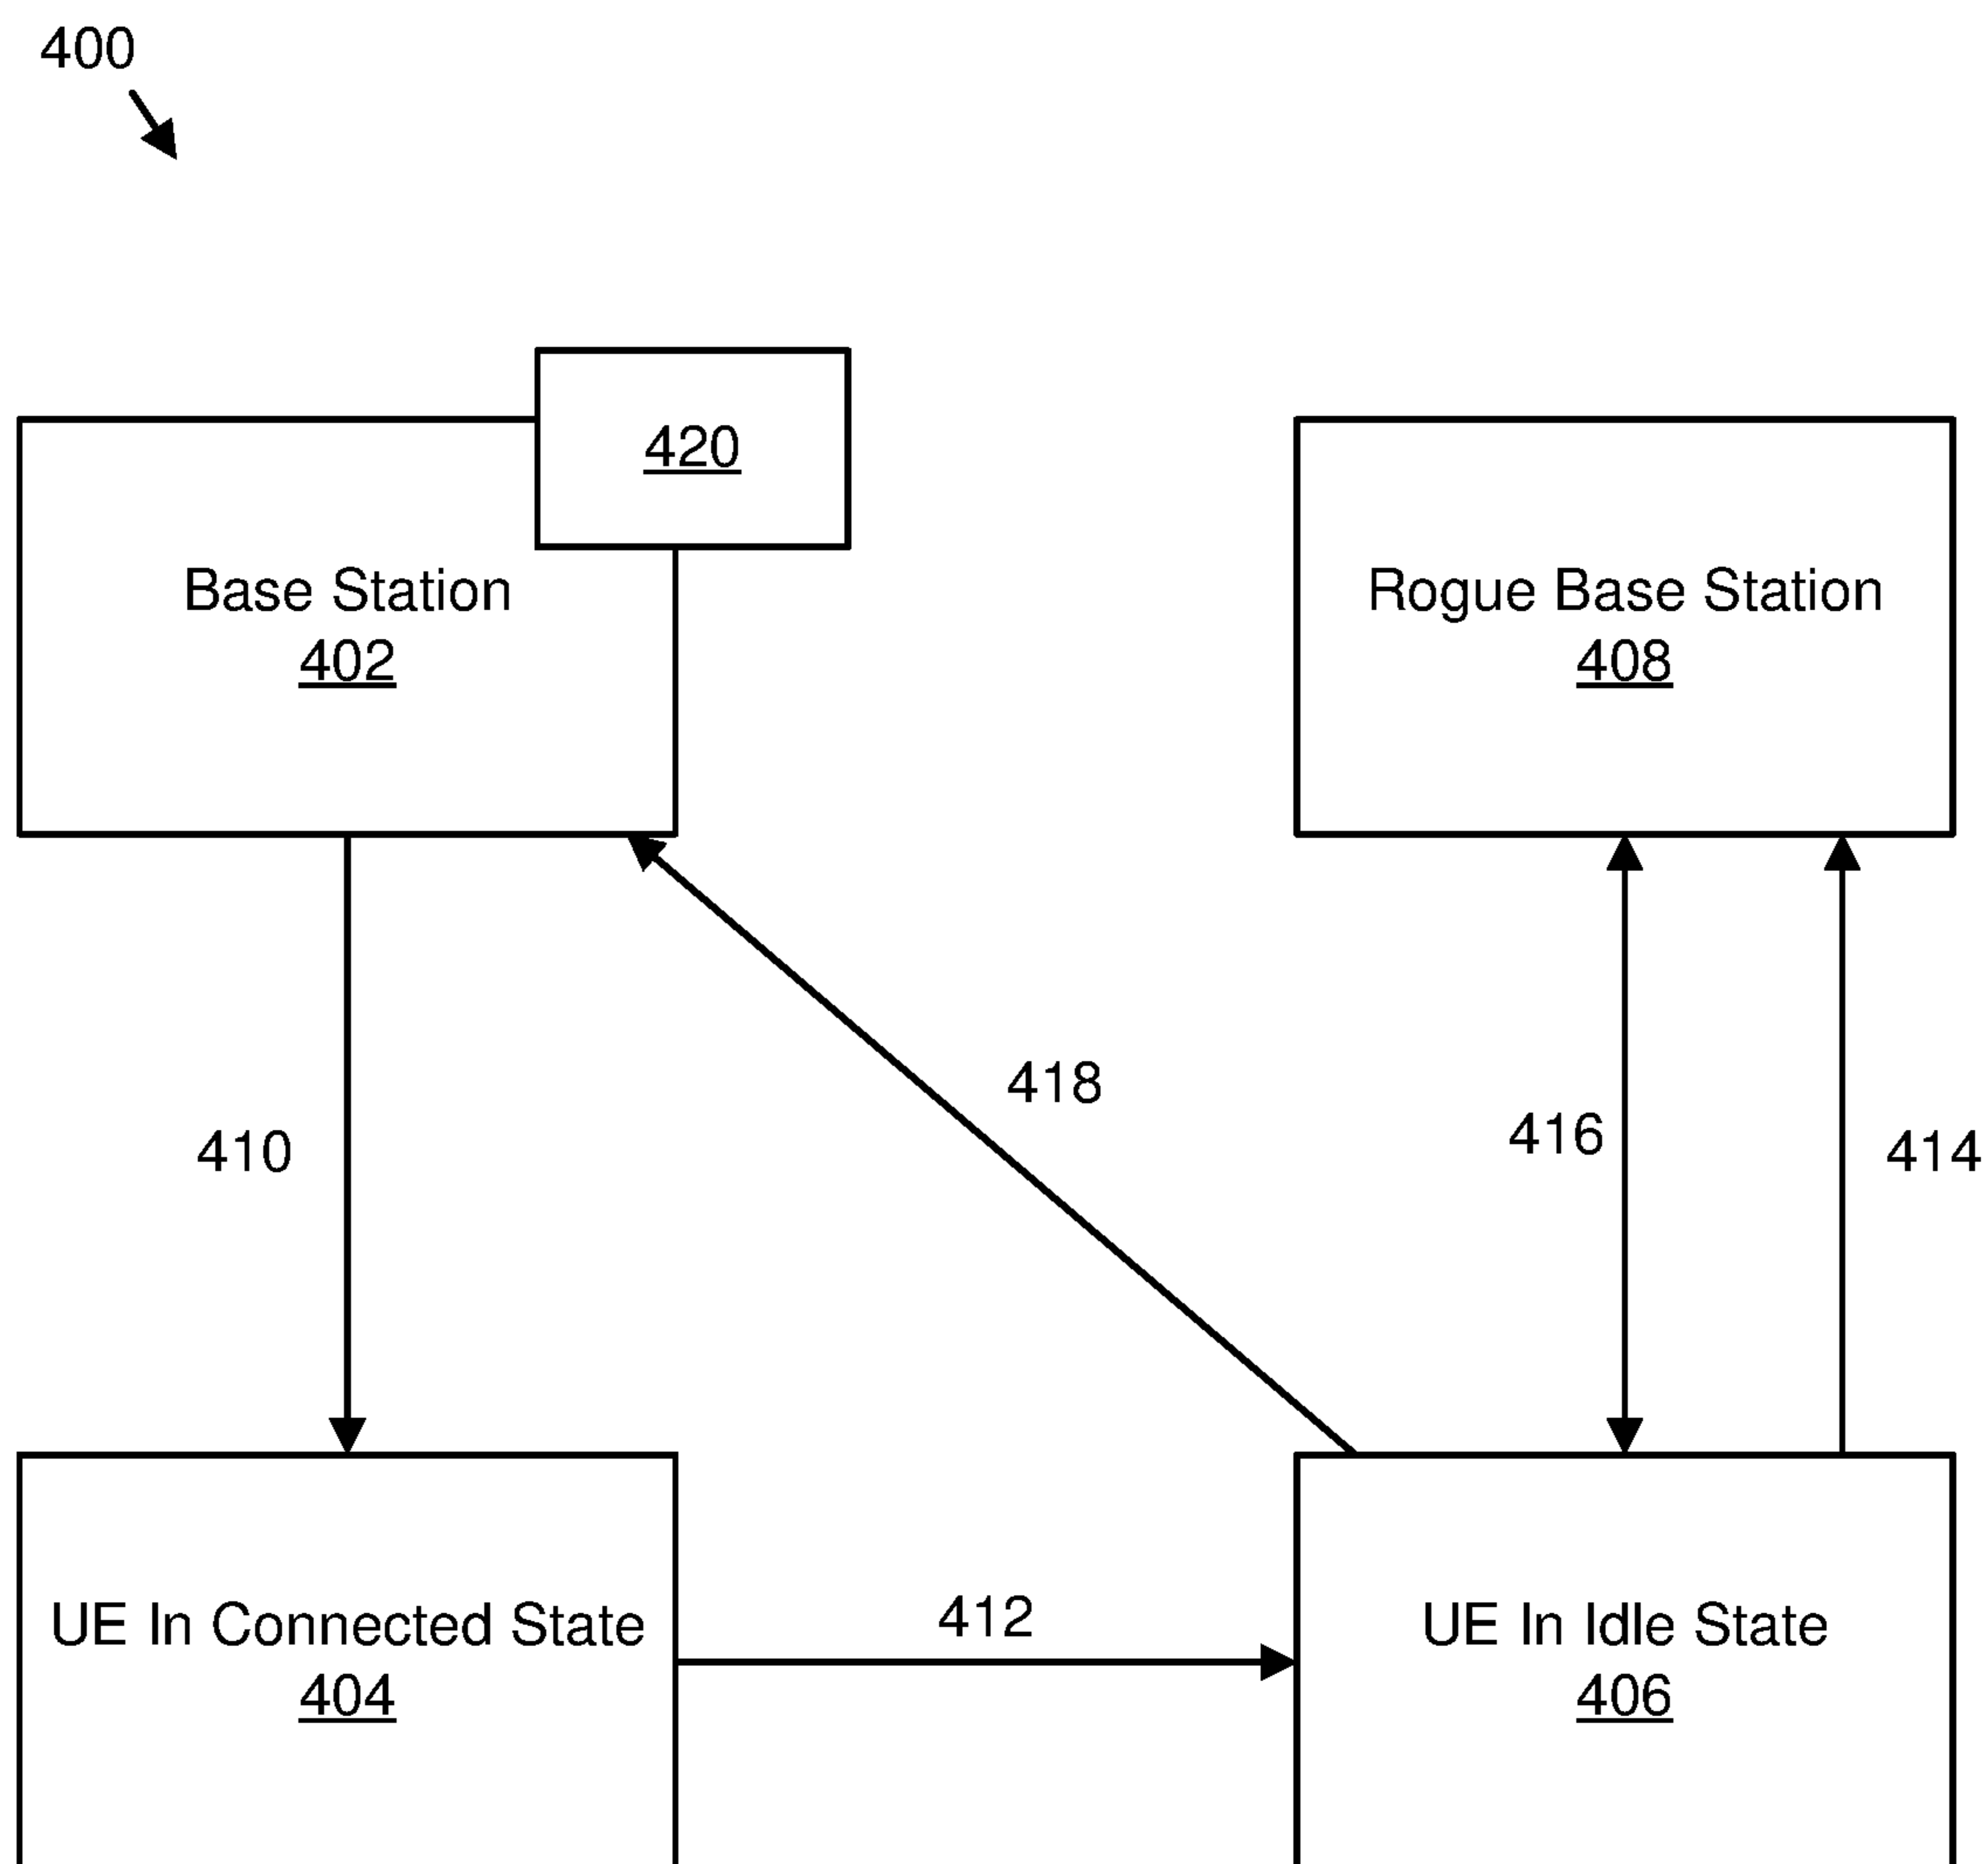 400
420
Base Station
402
Rogue Base Station
408
418
416
410
414
412
UE In Connected State
404
UE In Idle State
406